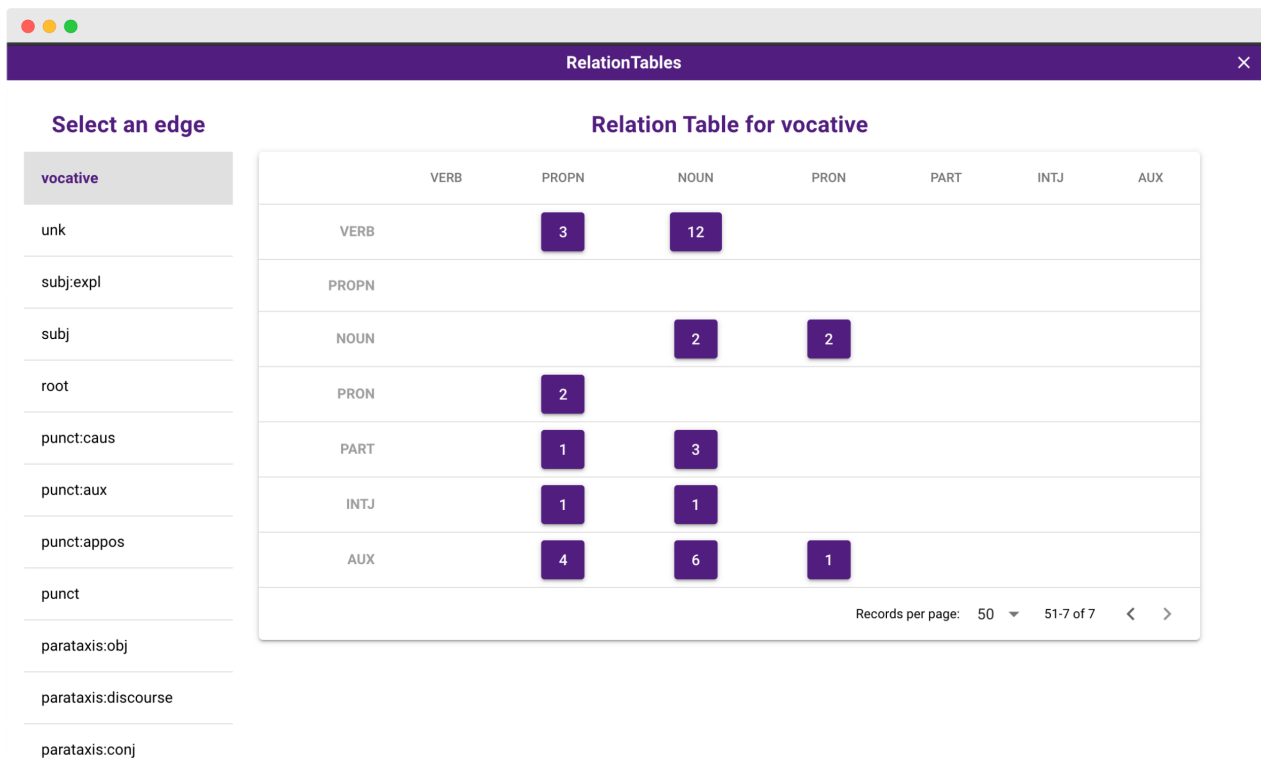 RelationTables
Select an edge
Relation Table for vocative
vocative
unk
subj:expl
subj
root
punct:caus
punct:aux
punct:appos
punct
parataxis:obj
parataxis:discourse
parataxis:conj
VERB PROPN NOUN PRON PART INTJ AUX
VERB 3 12
PROPN
NOUN 2 2
PRON 2
PART 1 3
INTJ 1 1
AUX 4 6 1
Records per page: 50 51-7 of 7